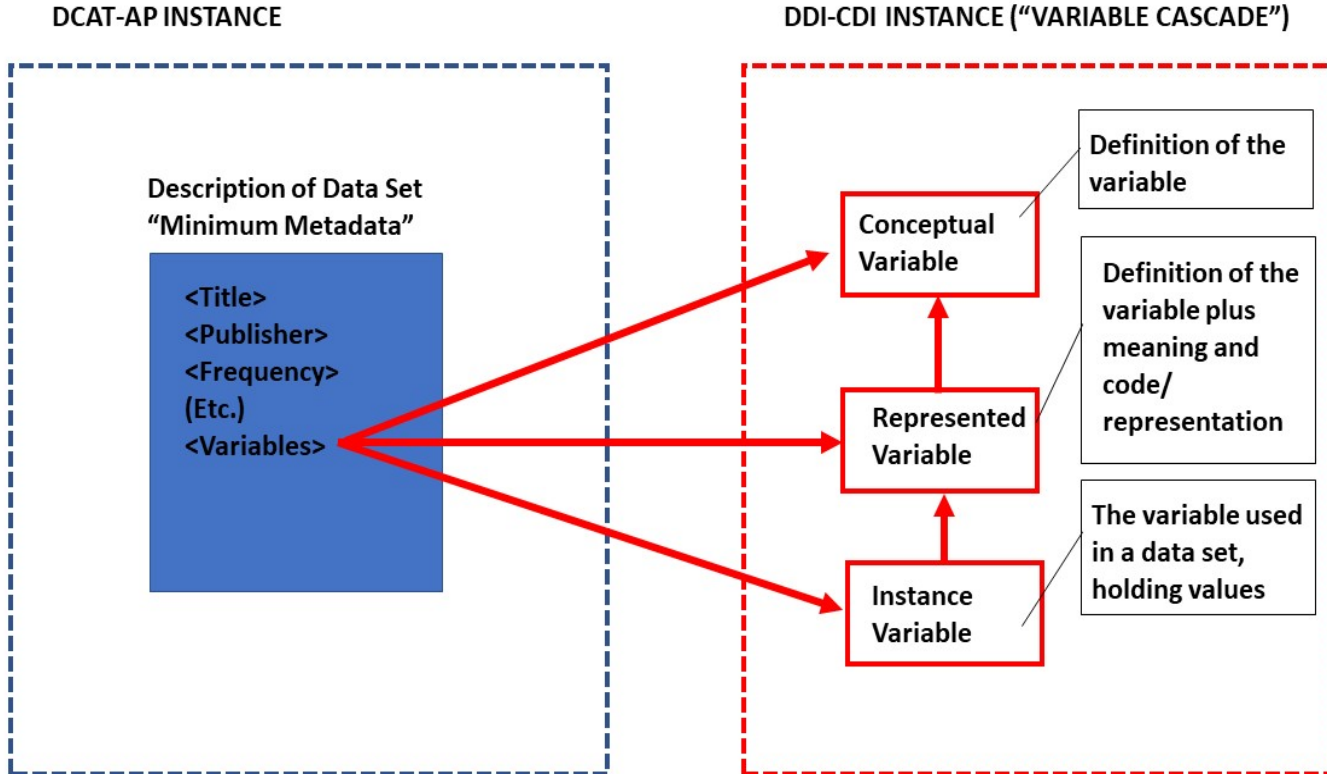 DCAT-AP INSTANCE
DDI-CDI INSTANCE (“VARIABLE CASCADE”)
Description of Data Set
“Minimum Metadata”
<Title>
<Publisher>
<Frequency>
(Etc.)
<Variables>
Conceptual
Variable
Definition of the
variable
Represented
Variable
Definition of the
variable plus
meaning and
code/
representation
Instance
Variable
The variable used
in a data set,
holding values